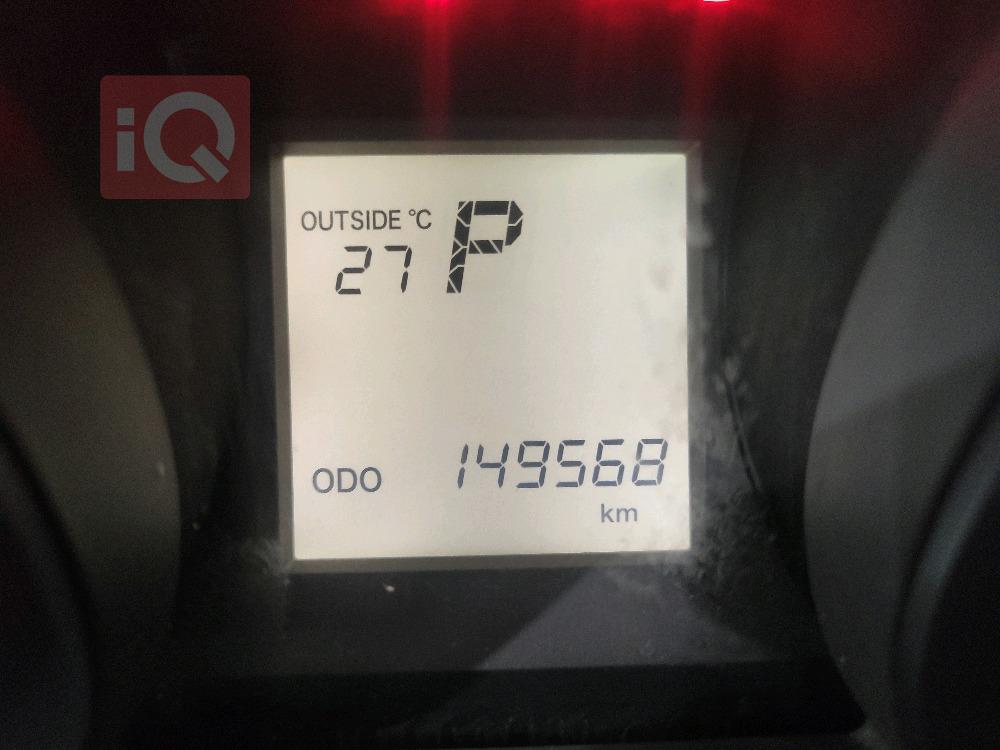 iQ
OUTSIDE °C P
27
ODO 149568
km